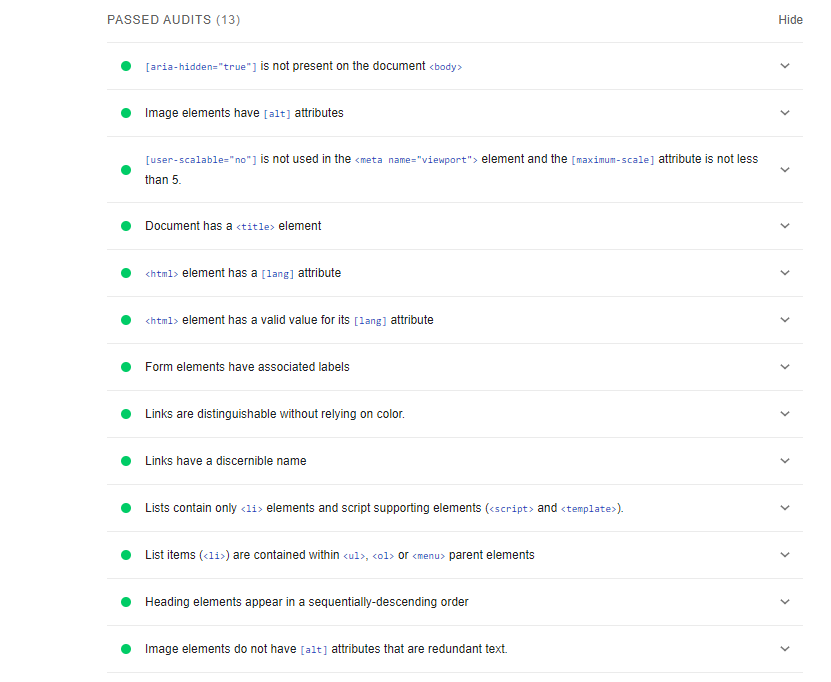 PASSED AUDITS (13)
Hide
[aria-hidden="true"] is not present on the document <body>
Image elements have [alt] attributes
[user-scalable="no"] is not used in the <meta name="viewport"> element and the [maximum-scale] attribute is not less
than 5.
Document has a <title> element
<html> element has a [lang] attribute
<html> element has a valid value for its [lang] attribute
Form elements have associated labels
Links are distinguishable without relying on color.
Links have a discernible name
Lists contain only <li> elements and script supporting elements (<script> and <template>).
List items (<li>) are contained within <ul>, <ol> or <menu> parent elements
Heading elements appear in a sequentially-descending order
Image elements do not have [alt] attributes that are redundant text.